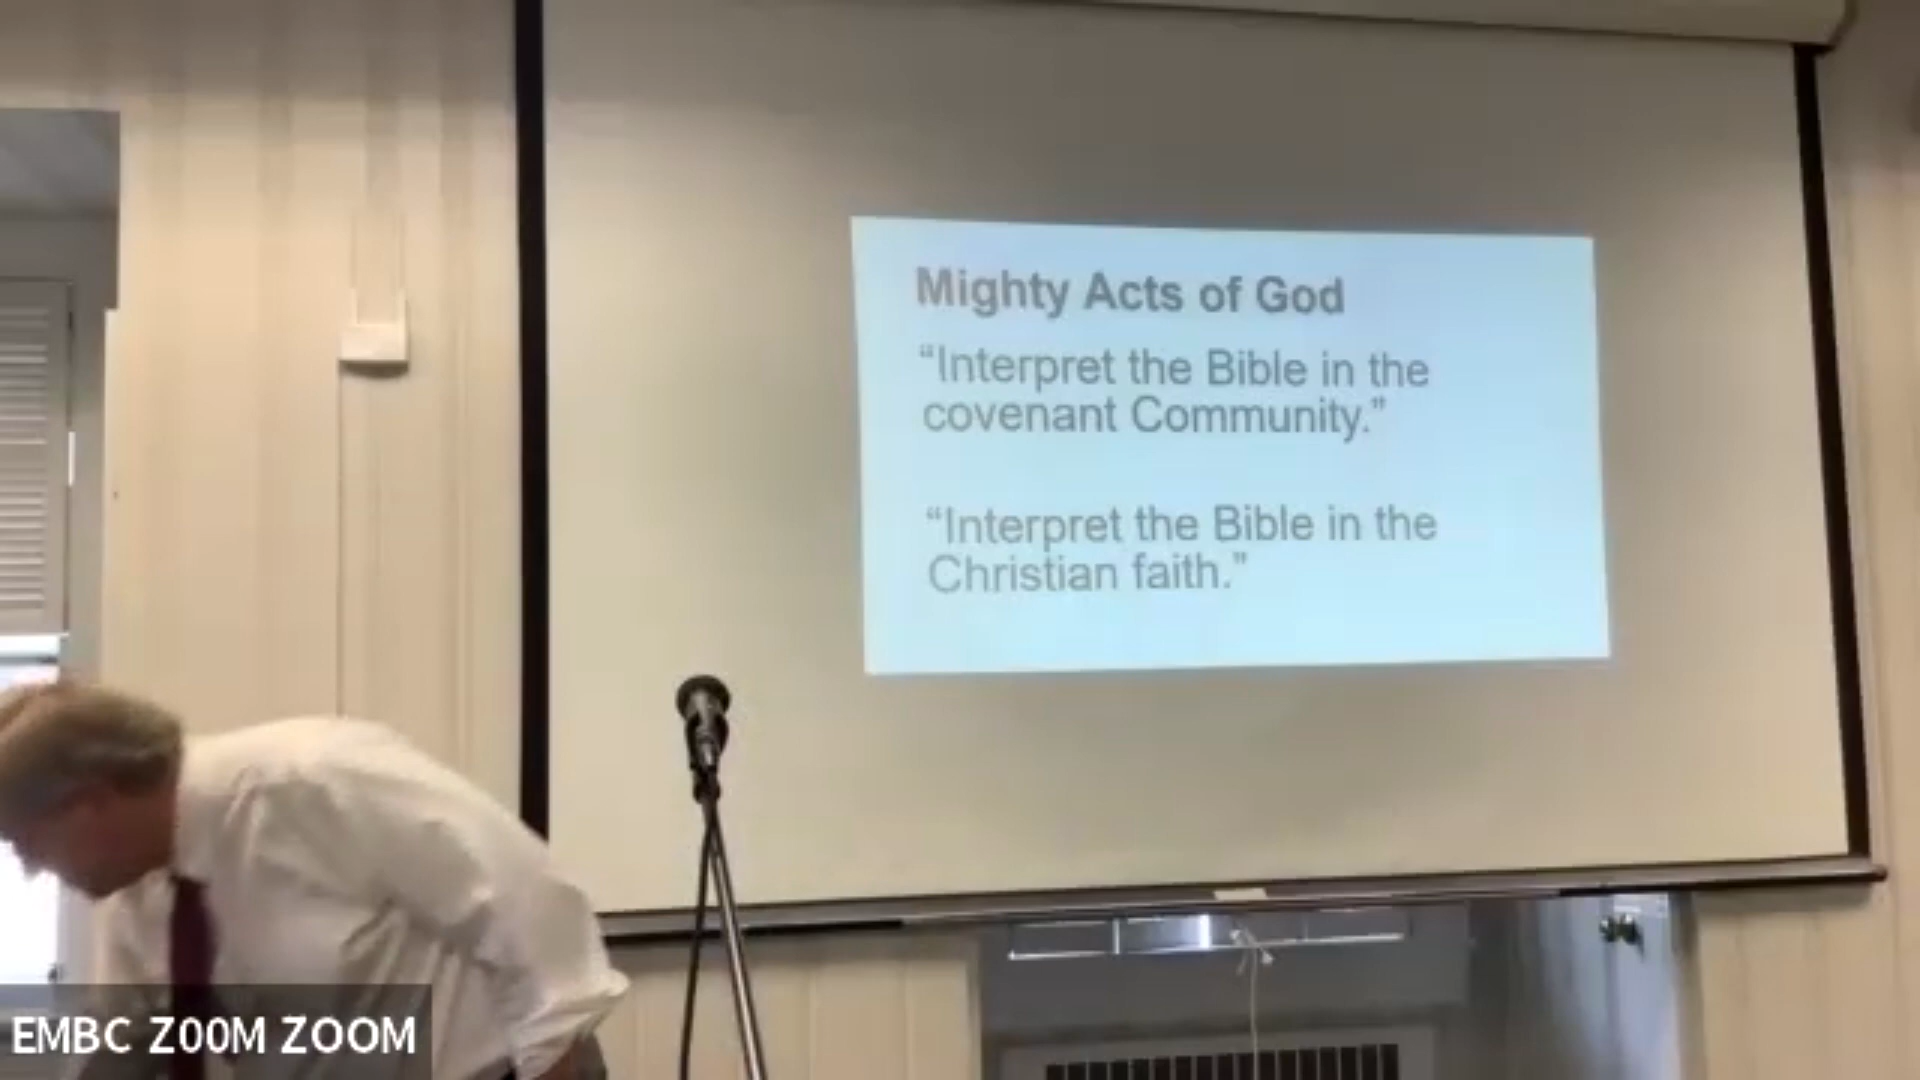 Mighty Acts of God
“Interpret the Bible in the
covenant Community.”
“Interpret the Bible in the
Christian faith.”
EMBC Z00M ZOOM